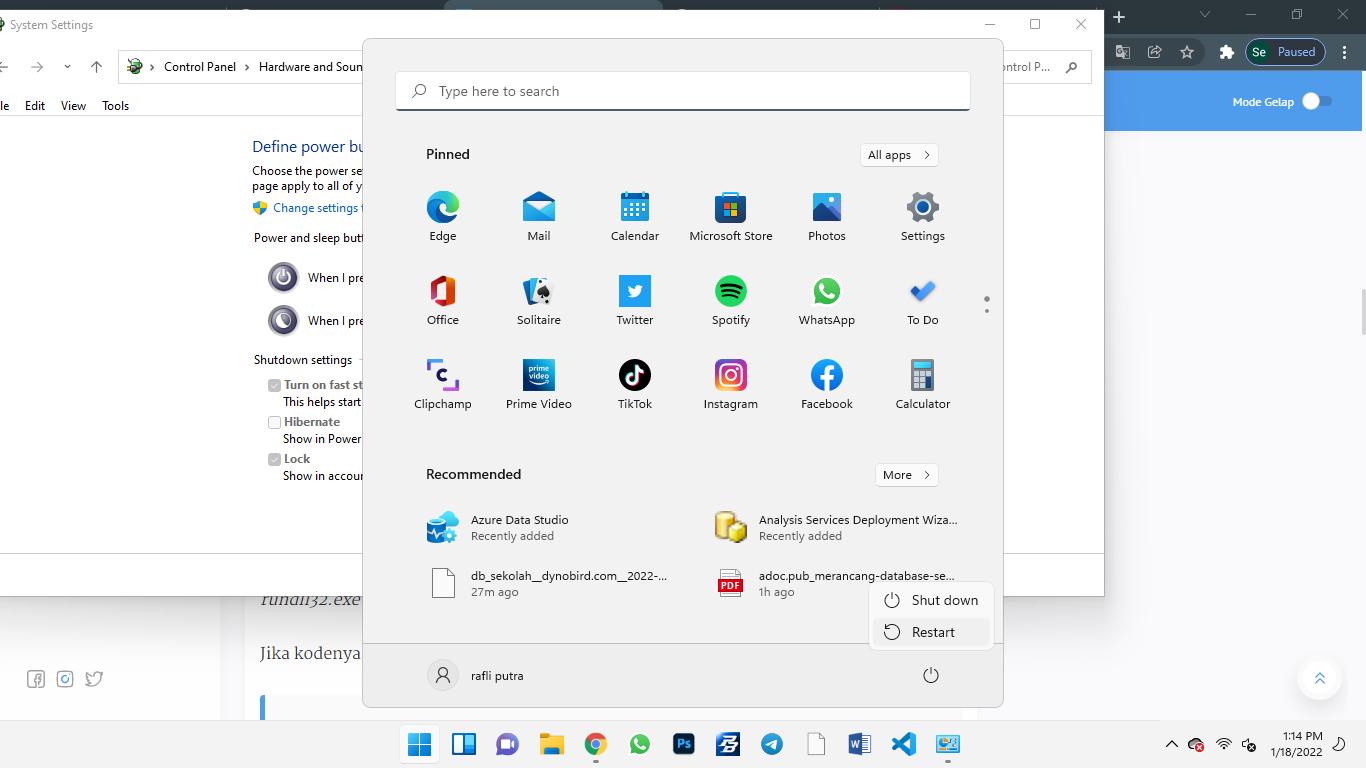 System Settings
Se
Paused
Control Panel
Hardware and Soun
ontrol P...
le
Edit
View
Tools
Mode Gelap
Type here to search
Define power bu
Choose the power se
page apply to all of y
Change settings t
Power and sleep butt
When I pre
When I pre
Shutdown settings
Turn on fast st
This helps start
Hibernate
Show in Power
Lock
Show in accour
Pinned
All apps
Edge
Mail
Calendar
Microsoft Store
Photos
Settings
Office
Solitaire
Twitter
Spotify
WhatsApp
To Do
prime video
Clipchamp
Prime Video
TikTok
Instagram
Facebook
Calculator
Recommended
More
Azure Data Studio
Recently added
Analysis Services Deployment Wiza...
Recently added
db_sekolah__dynobird.com__2022-...
27m ago
PDF
adoc.pub_merancang-database-se...
1h ago
Shut down
Restart
rundll32.exe
Jika kodenya
rafli putra
Ps
1:14 PM
1/18/2022